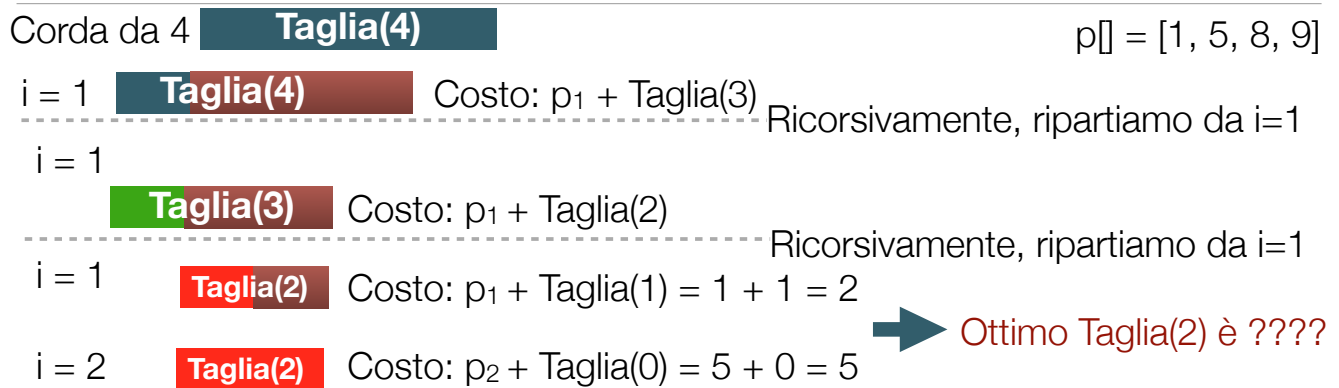 Corda da 4 Taglia(4) p[] = [1, 5, 8, 9]
i = 1 Taglia(4) Costo: p₁ + Taglia(3)
Ricorsivamente, ripartiamo da i=1
i = 1
Taglia(3) Costo: p₁ + Taglia(2)
Ricorsivamente, ripartiamo da i=1
i = 1 Taglia(2) Costo: p₁ + Taglia(1) = 1 + 1 = 2
Ottimo Taglia(2) è ????
i = 2 Taglia(2) Costo: p₂ + Taglia(0) = 5 + 0 = 5